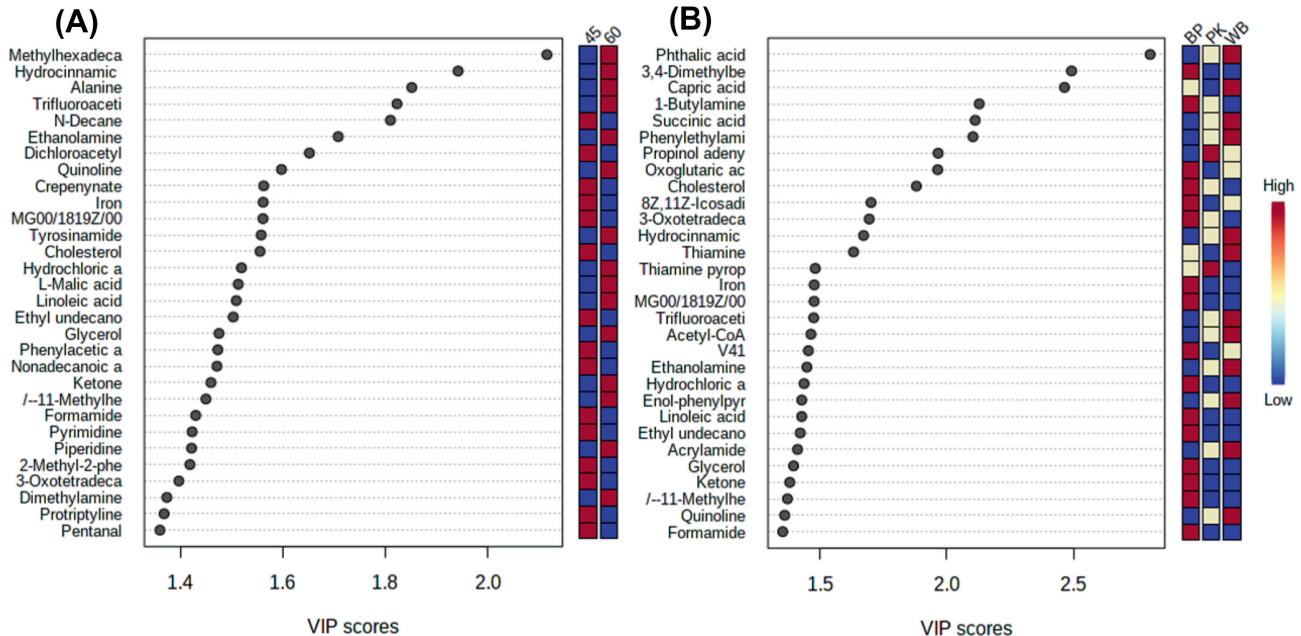 (A)
45 60
Methylhexadeca
Hydrocinnamic
Alanine
Trifluoroaceti
N-Decane
Ethanolamine
Dichloroacetyl
Quinoline
Crepenynate
Iron
MG00/1819Z/00
Tyrosinamide
Cholesterol
Hydrochloric a
L-Malic acid
Linoleic acid
Ethyl undecano
Glycerol
Phenylacetic a
Nonadecanoic a
Ketone
/--11-Methylhe
Formamide
Pyrimidine
Piperidine
2-Methyl-2-phe
3-Oxotetradeca
Dimethylamine
Protriptyline
Pentanal
1.4 1.6 1.8 2.0
VIP scores
(B)
BP PK WB
Phthalic acid
3,4-Dimethylbe
Capric acid
1-Butylamine
Succinic acid
Phenylethylami
Propinol adeny
Oxoglutaric ac
Cholesterol
8Z,11Z-Icosadi
3-Oxotetradeca
Hydrocinnamic
Thiamine
Thiamine pyrop
Iron
MG00/1819Z/00
Trifluoroaceti
Acetyl-CoA
V41
Ethanolamine
Hydrochloric a
Enol-phenylpyr
Linoleic acid
Ethyl undecano
Acrylamide
Glycerol
Ketone
/--11-Methylhe
Quinoline
Formamide
1.5 2.0 2.5
VIP scores
High
Low